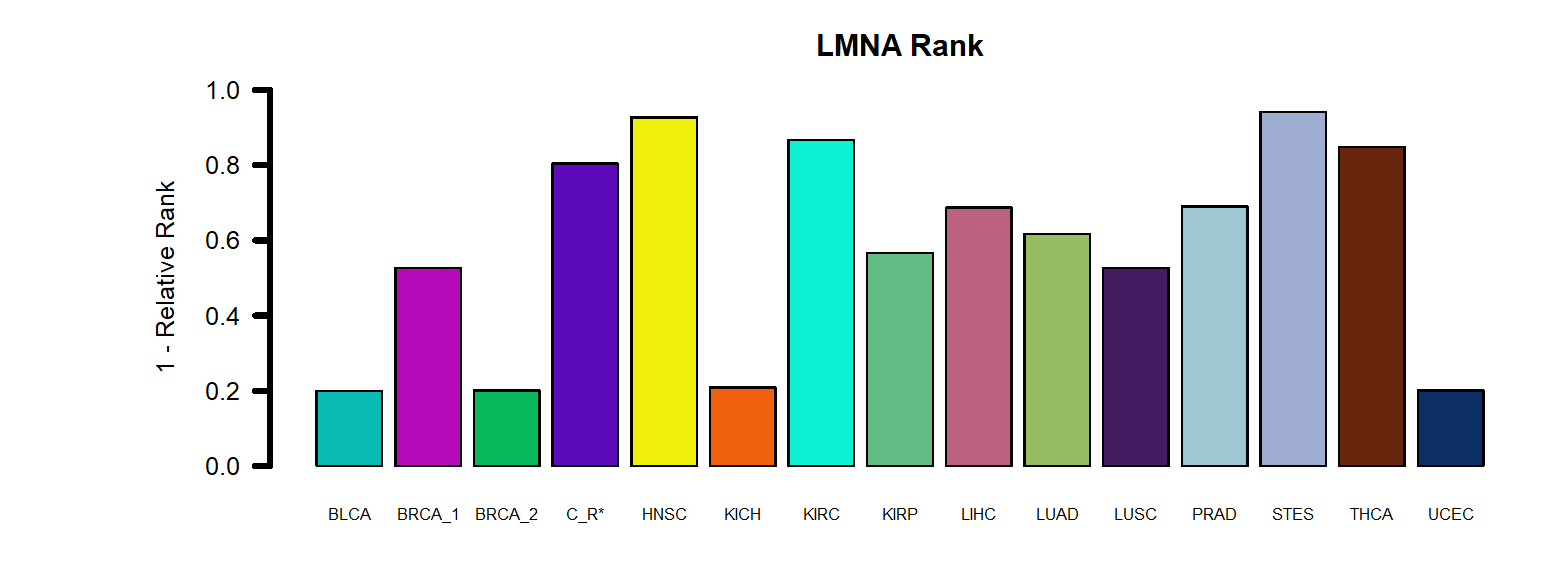 LMNA Rank
1 - Relative Rank
1.0
0.8
0.6
0.4
0.2
0.0
BLCA BRCA_1 BRCA_2 C_R* HNSC KICH KIRC KIRP LIHC LUAD LUSC PRAD STES THCA UCEC